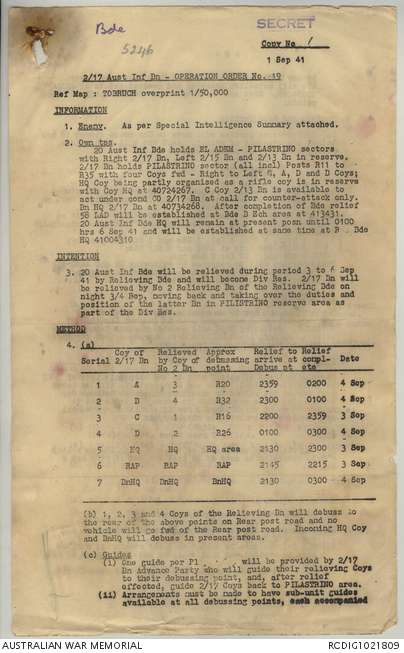 Bde
5246
SECRET
Copy No 1
1 Sep 41
2/17 Aust Inf Bn - OPERATION ORDER No. 19
Ref Map : TOBRUCH overprint 1/50,000
INFORMATION
1. Enemy. As per Special Intelligence Summary attached.
2. Own tps.
20 Aust Inf Bde holds EL ADEM - PILASTRINO sectors
with Right 2/17 Bn, Left 2/15 Bn and 2/13 Bn in reserve.
2/17 Bn holds PILASTRINO sector (all incl) Posts R11 to
R35 with four Coys fwd - Right to Left A, D and D Coys;
HQ Coy being partly organised as a rifle coy is in reserve
with Coy HQ at 40724267. C Coy 2/13 Bn is available to
act under comd CO 2/17 Bn at call for counter-attack only.
Bn HQ 2/17 Bn at 40734268. After completion of Bde relief
58 LAD will be established at Bde B Ech area at 413431.
20 Aust Inf Bde HQ will remain at present posn until 0100
hrs 6 Sep 41 and will be established at same time at R Bde
HQ 41004310
INTENTION
3. 20 Aust Inf Bde will be relieved during period 3 to 6 Sep
41 by Relieving Bde and will become Div Res. 2/17 Bn will
be relieved by No 2 Relieving Bn of the Relieving Bde on
night 3/4 Sep, moving back and taking over the duties and
position of the latter Bn in PILISTRINO reserve area as
part of the Div Res.
METHOD
4. (a)
Serial Coy of 2/17 Bn Relieved by Coy of No 2 Bn Approx debussing point Relief to arrive at Debus pt Relief compl- ete Date
1 A 3 R20 2359 0200 4 Sep
2 D 4 R32 2300 0100 4 Sep
3 C 1 R16 2200 2359 3 Sep
4 D 2 R26 0100 0300 4 Sep
5 HQ HQ HQ area 2130 2300 3 Sep
6 RAP RAP RAP 2145 2215 3 Sep
7 BnHQ BnHQ BnHQ 2130 0300 4 Sep
(b) 1, 2, 3 and 4 Coys of the Relieving Bn will debuss to
the rear of the above points on Rear post road and no
vehicle will go fwd of the Rear post road. Incoming HQ Coy
and BnHQ will debuss in present areas.
(c) Guides
(i) One guide per Pl will be provided by 2/17
Bn Advance Party who will guide their relieving Coys
to their debussing point, and, after relief
effected, guide 2/17 Coys back to PILASTRINO area.
(ii) Arrangements must be made to have sub-unit guides
available at all debussing points, each accompanied
AUSTRALIAN WAR MEMORIAL
RCDIG1021809